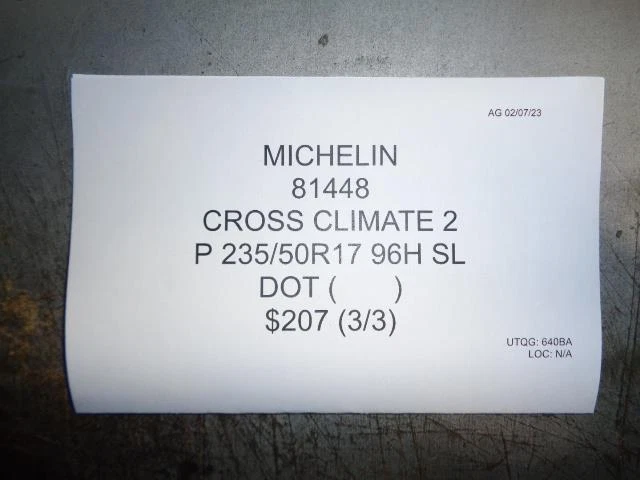 AG 02/07/23
MICHELIN
81448
CROSS CLIMATE 2
P 235/50R17 96H SL
DOT (      )
$207 (3/3)
UTQG: 640BA
LOC: N/A